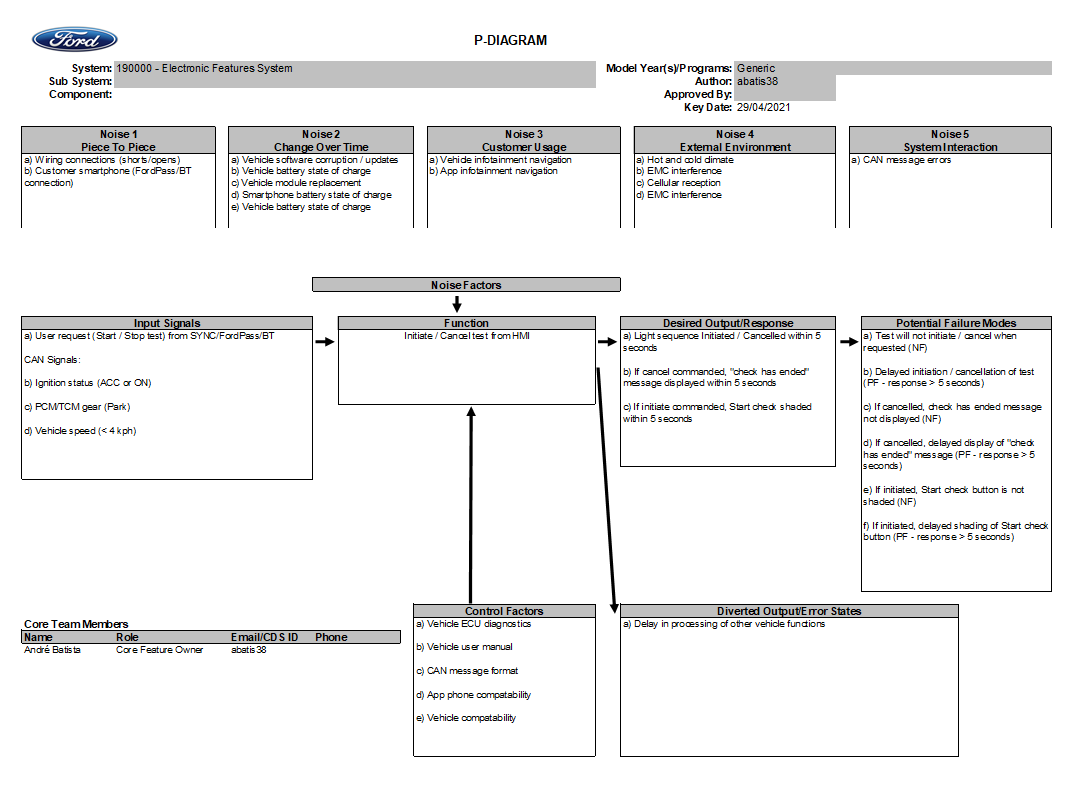 Ford
P-DIAGRAM
System: 190000 - Electronic Features System
Model Year(s)/Programs: Generic
Sub System:
Author: abatis38
Component:
Approved By:
Key Date: 29/04/2021
Noise 1
Piece To Piece
a) Wiring connections (shorts/opens)
b) Customer smartphone (FordPass/BT
connection)
Noise 2
Change Over Time
a) Vehicle software corruption / updates
b) Vehicle battery state of charge
c) Vehicle module replacement
d) Smartphone battery state of charge
e) Vehicle battery state of charge
Noise 3
Customer Usage
a) Vehicle infotainment navigation
b) App infotainment navigation
Noise 4
External Environment
a) Hot and cold climate
b) EMC interference
c) Cellular reception
d) EMC interference
Noise 5
System Interaction
a) CAN message errors
Noise Factors
Input Signals
a) User request (Start / Stop test) from SYNC/FordPass/BT
CAN Signals:
b) Ignition status (ACC or ON)
c) PCM/TCM gear (Park)
d) Vehicle speed (< 4 kph)
Function
Initiate / Cancel test from HMI
Desired Output/Response
a) Light sequence Initiated / Cancelled within 5
seconds
b) If cancel commanded, "check has ended"
message displayed within 5 seconds
c) If initiate commanded, Start check shaded
within 5 seconds
Potential Failure Modes
a) Test will not initiate / cancel when
requested (NF)
b) Delayed initiation / cancellation of test
(PF - response > 5 seconds)
c) If cancelled, check has ended message
not displayed (NF)
d) If cancelled, delayed display of "check
has ended" message (PF - response > 5
seconds)
e) If initiated, Start check button is not
shaded (NF)
f) If initiated, delayed shading of Start check
button (PF - response > 5 seconds)
Core Team Members
Name Role Email/CDS ID Phone
André Batista Core Feature Owner abatis38
Control Factors
a) Vehicle ECU diagnostics
b) Vehicle user manual
c) CAN message format
d) App phone compatability
e) Vehicle compatability
Diverted Output/Error States
a) Delay in processing of other vehicle functions